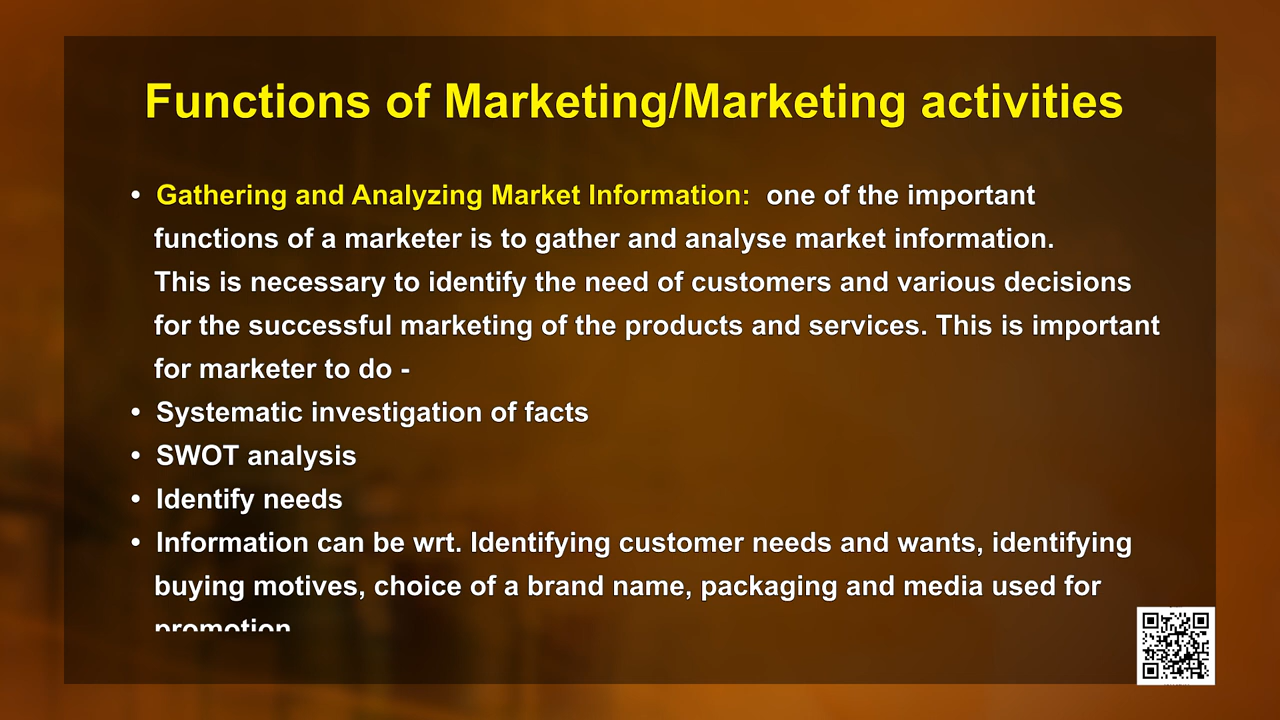 Functions of Marketing/Marketing activities
• Gathering and Analyzing Market Information: one of the important
functions of a marketer is to gather and analyse market information.
This is necessary to identify the need of customers and various decisions
for the successful marketing of the products and services. This is important
for marketer to do -
• Systematic investigation of facts
• SWOT analysis
• Identify needs
• Information can be wrt. Identifying customer needs and wants, identifying
buying motives, choice of a brand name, packaging and media used for
promotion